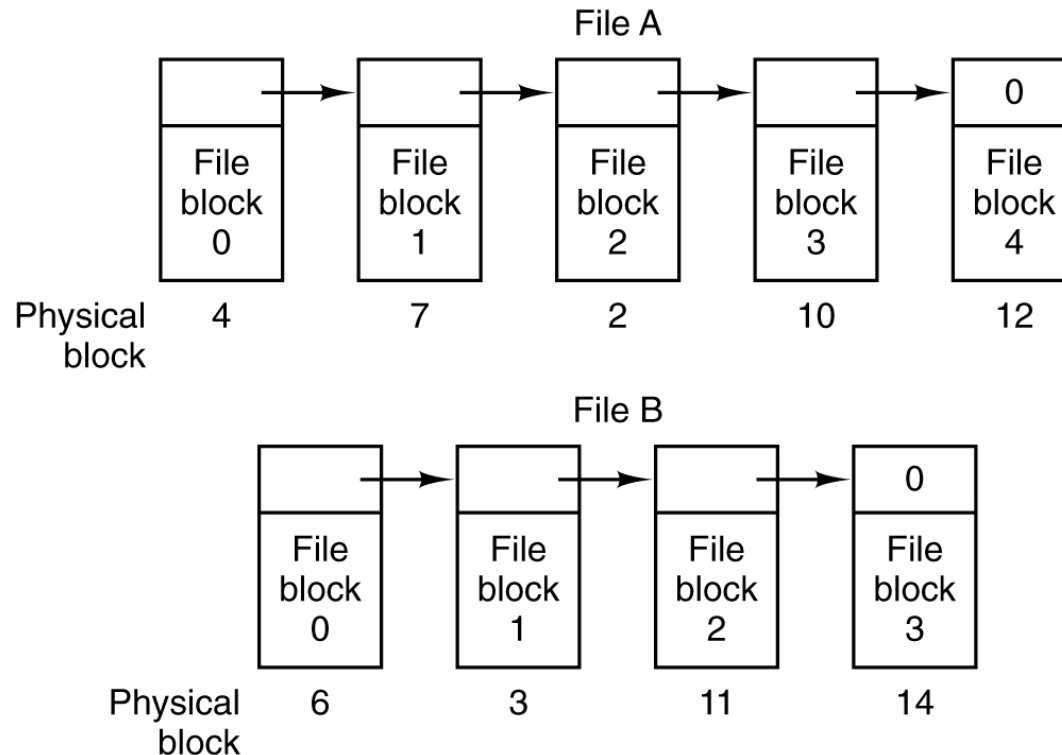 File A
0
File block 0
File block 1
File block 2
File block 3
File block 4
Physical block
4
7
2
10
12
File B
0
File block 0
File block 1
File block 2
File block 3
Physical block
6
3
11
14